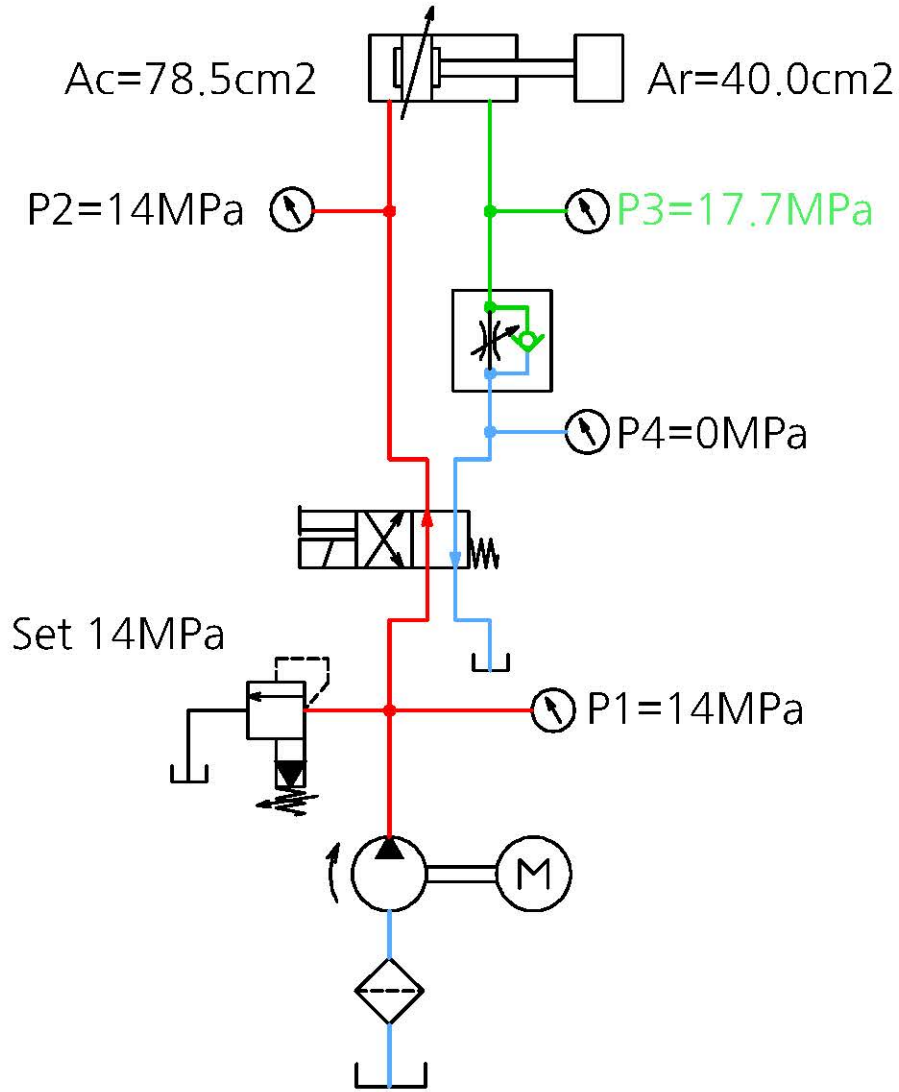 Ac=78.5cm2
Ar=40.0cm2
P2=14MPa
P3=17.7MPa
P4=0MPa
Set 14MPa
P1=14MPa
M